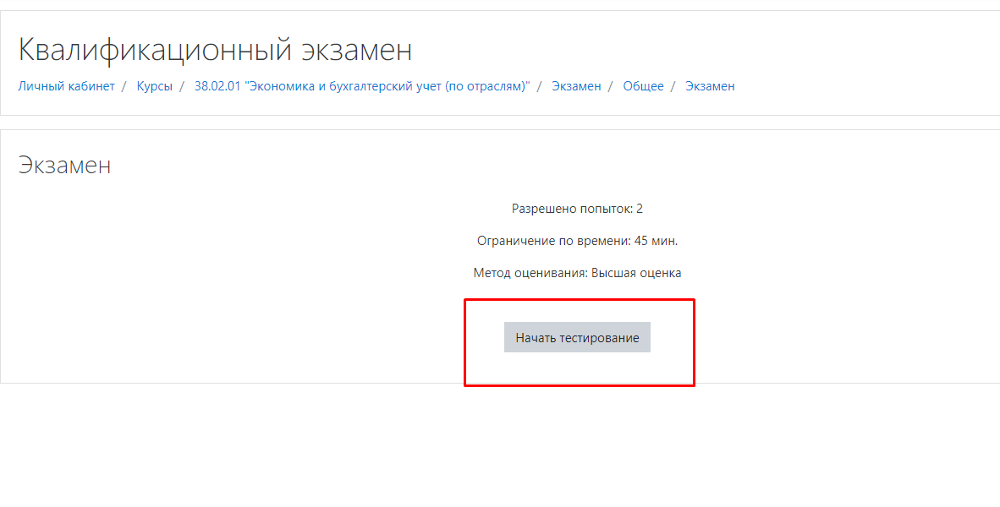 Квалификационный экзамен
Личный кабинет / Курсы / 38.02.01 "Экономика и бухгалтерский учет (по отраслям)" / Экзамен / Общее / Экзамен
Экзамен
Разрешено попыток: 2
Ограничение по времени: 45 мин.
Метод оценивания: Высшая оценка
Начать тестирование